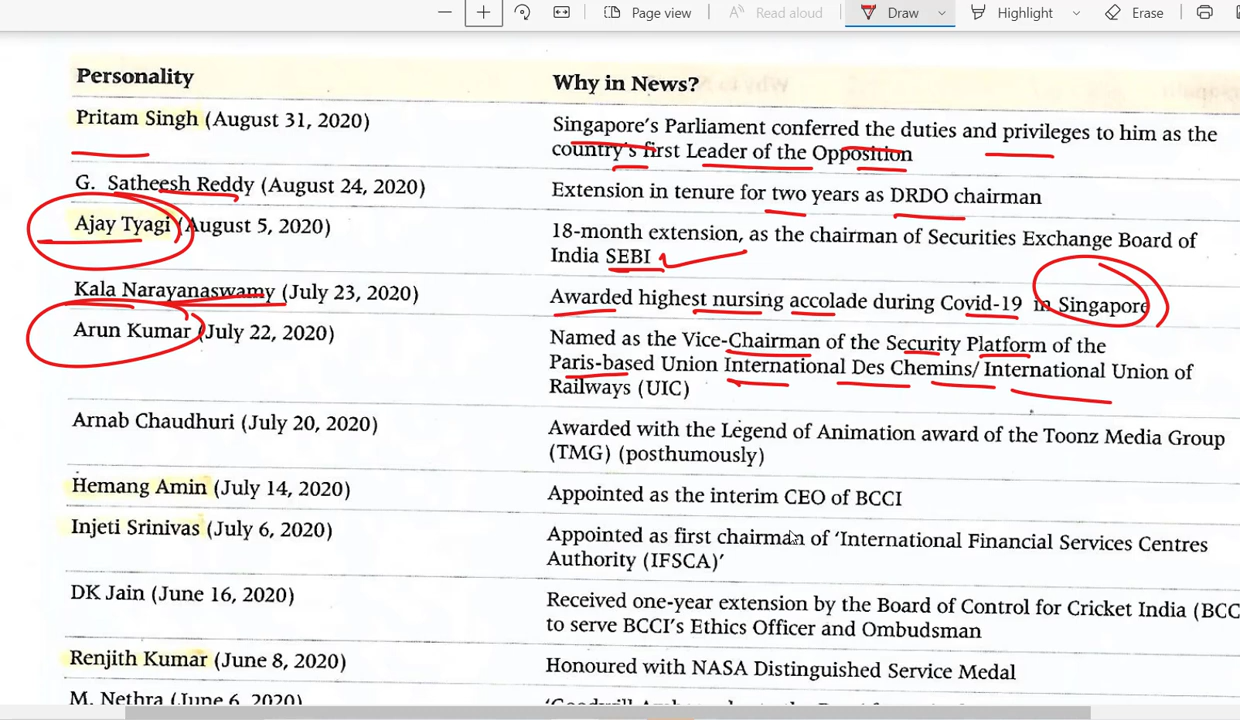 Page view
Read aloud
Draw
Highlight
Erase
Personality Why in News?
Pritam Singh (August 31, 2020) Singapore's Parliament conferred the duties and privileges to him as the
country's first Leader of the Opposition
G. Satheesh Reddy (August 24, 2020) Extension in tenure for two years as DRDO chairman
Ajay Tyagi (August 5, 2020) 18-month extension, as the chairman of Securities Exchange Board of
India SEBI
Kala Narayanaswamy (July 23, 2020) Awarded highest nursing accolade during Covid-19 in Singapore
Arun Kumar (July 22, 2020) Named as the Vice-Chairman of the Security Platform of the
Paris-based Union International Des Chemins/ International Union of
Railways (UIC)
Arnab Chaudhuri (July 20, 2020) Awarded with the Legend of Animation award of the Toonz Media Group
(TMG) (posthumously)
Hemang Amin (July 14, 2020) Appointed as the interim CEO of BCCI
Injeti Srinivas (July 6, 2020) Appointed as first chairman of 'International Financial Services Centres
Authority (IFSCA)'
DK Jain (June 16, 2020) Received one-year extension by the Board of Control for Cricket India (BCC
to serve BCCI's Ethics Officer and Ombudsman
Renjith Kumar (June 8, 2020) Honoured with NASA Distinguished Service Medal
M. Nethra (June 6, 2020)